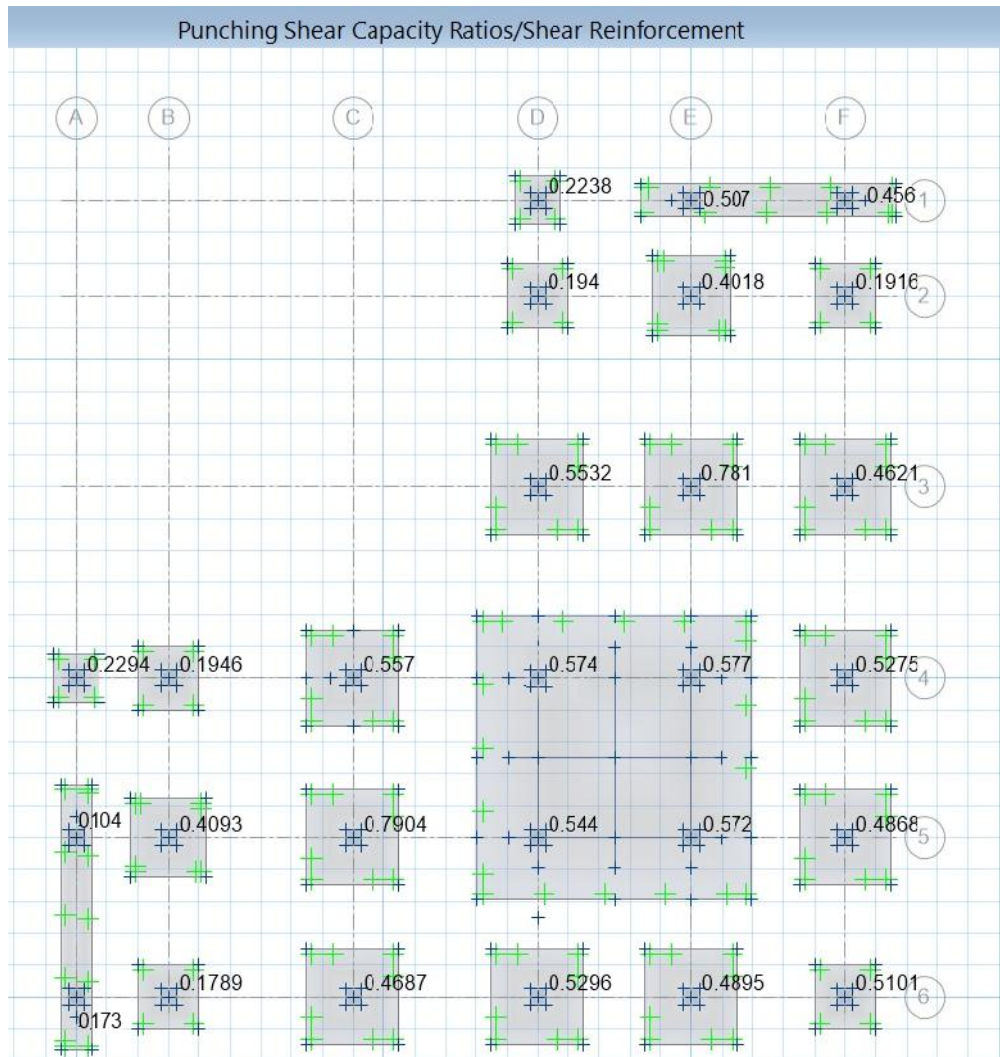 Punching Shear Capacity Ratios/Shear Reinforcement
A B C D E F
0.2238 0.507 0.456 1
0.194 0.4018 0.1916 2
0.5532 0.781 0.4621 3
0.2294 0.1946 0.557 0.574 0.577 0.5275 4
0104 0.4093 0.7904 0.544 0.572 0.4868 5
0.1789 0.4687 0.5296 0.4895 0.5101 6
0173